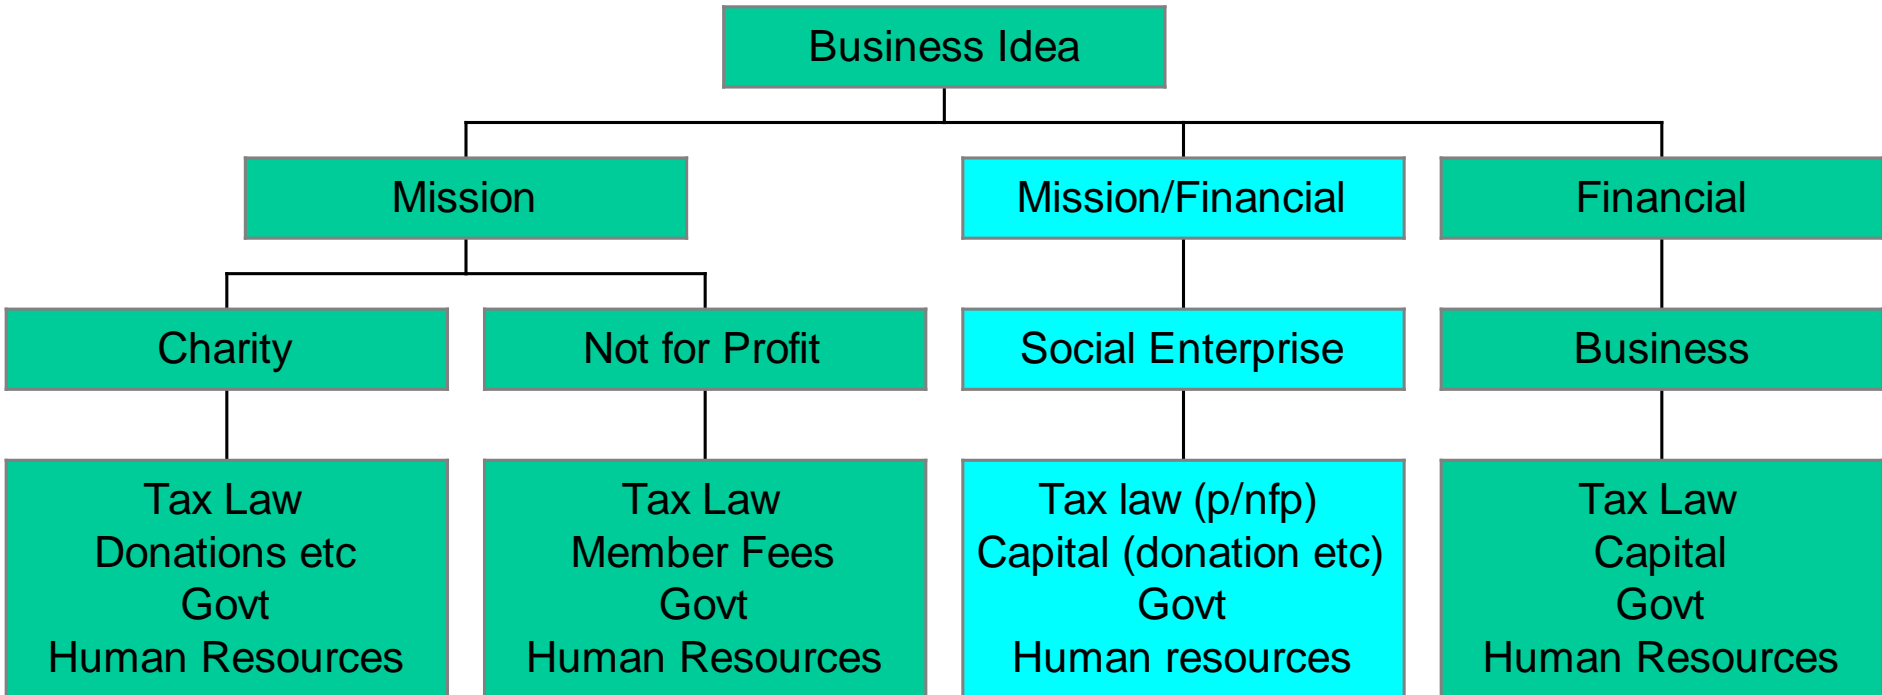 Business Idea
Mission
Mission/Financial
Financial
Charity
Not for Profit
Social Enterprise
Business
Tax Law
Donations etc
Govt
Human Resources
Tax Law
Member Fees
Govt
Human Resources
Tax law (p/nfp)
Capital (donation etc)
Govt
Human resources
Tax Law
Capital
Govt
Human Resources